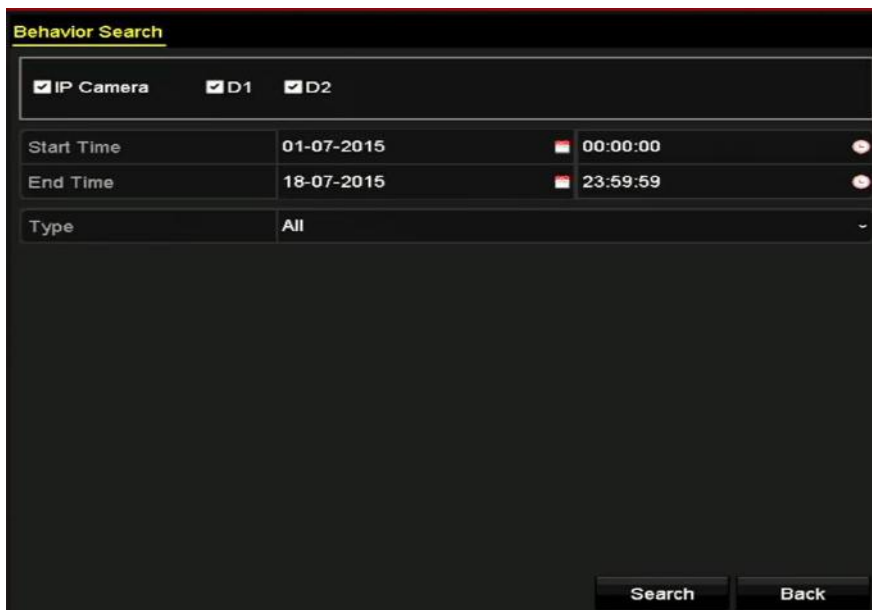 Behavior Search
IP Camera D1 D2
Start Time 01-07-2015 00:00:00
End Time 18-07-2015 23:59:59
Type All
Search Back